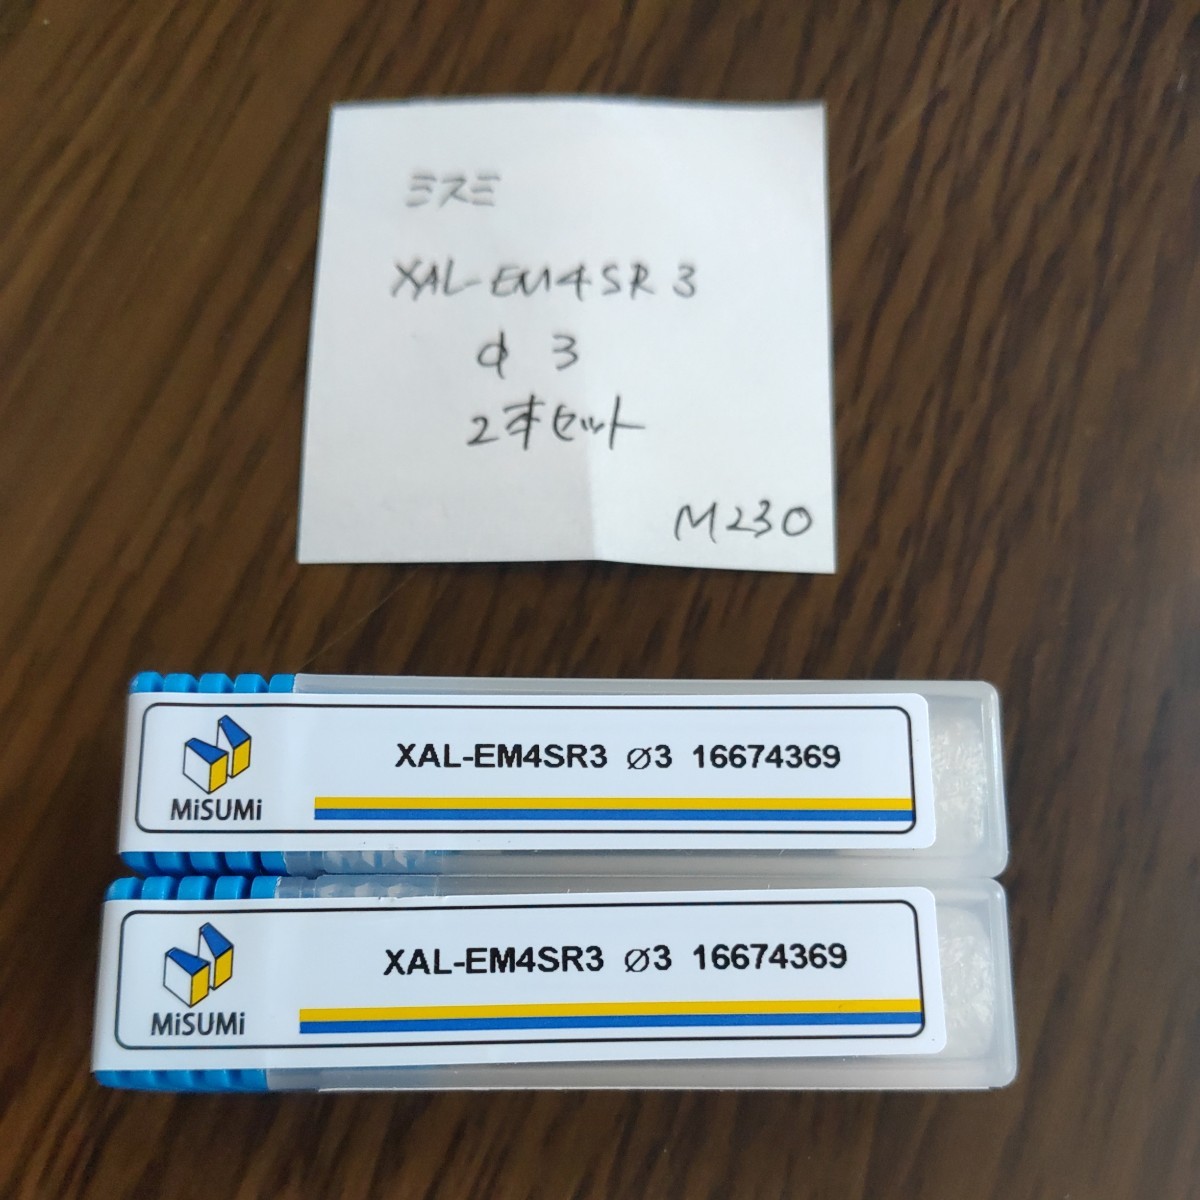 ミスミ
XAL-EM4SR3
φ3
2本セット
M230
XAL-EM4SR3 ⌀3 16674369
MiSUMi
XAL-EM4SR3 ⌀3 16674369
MiSUMi